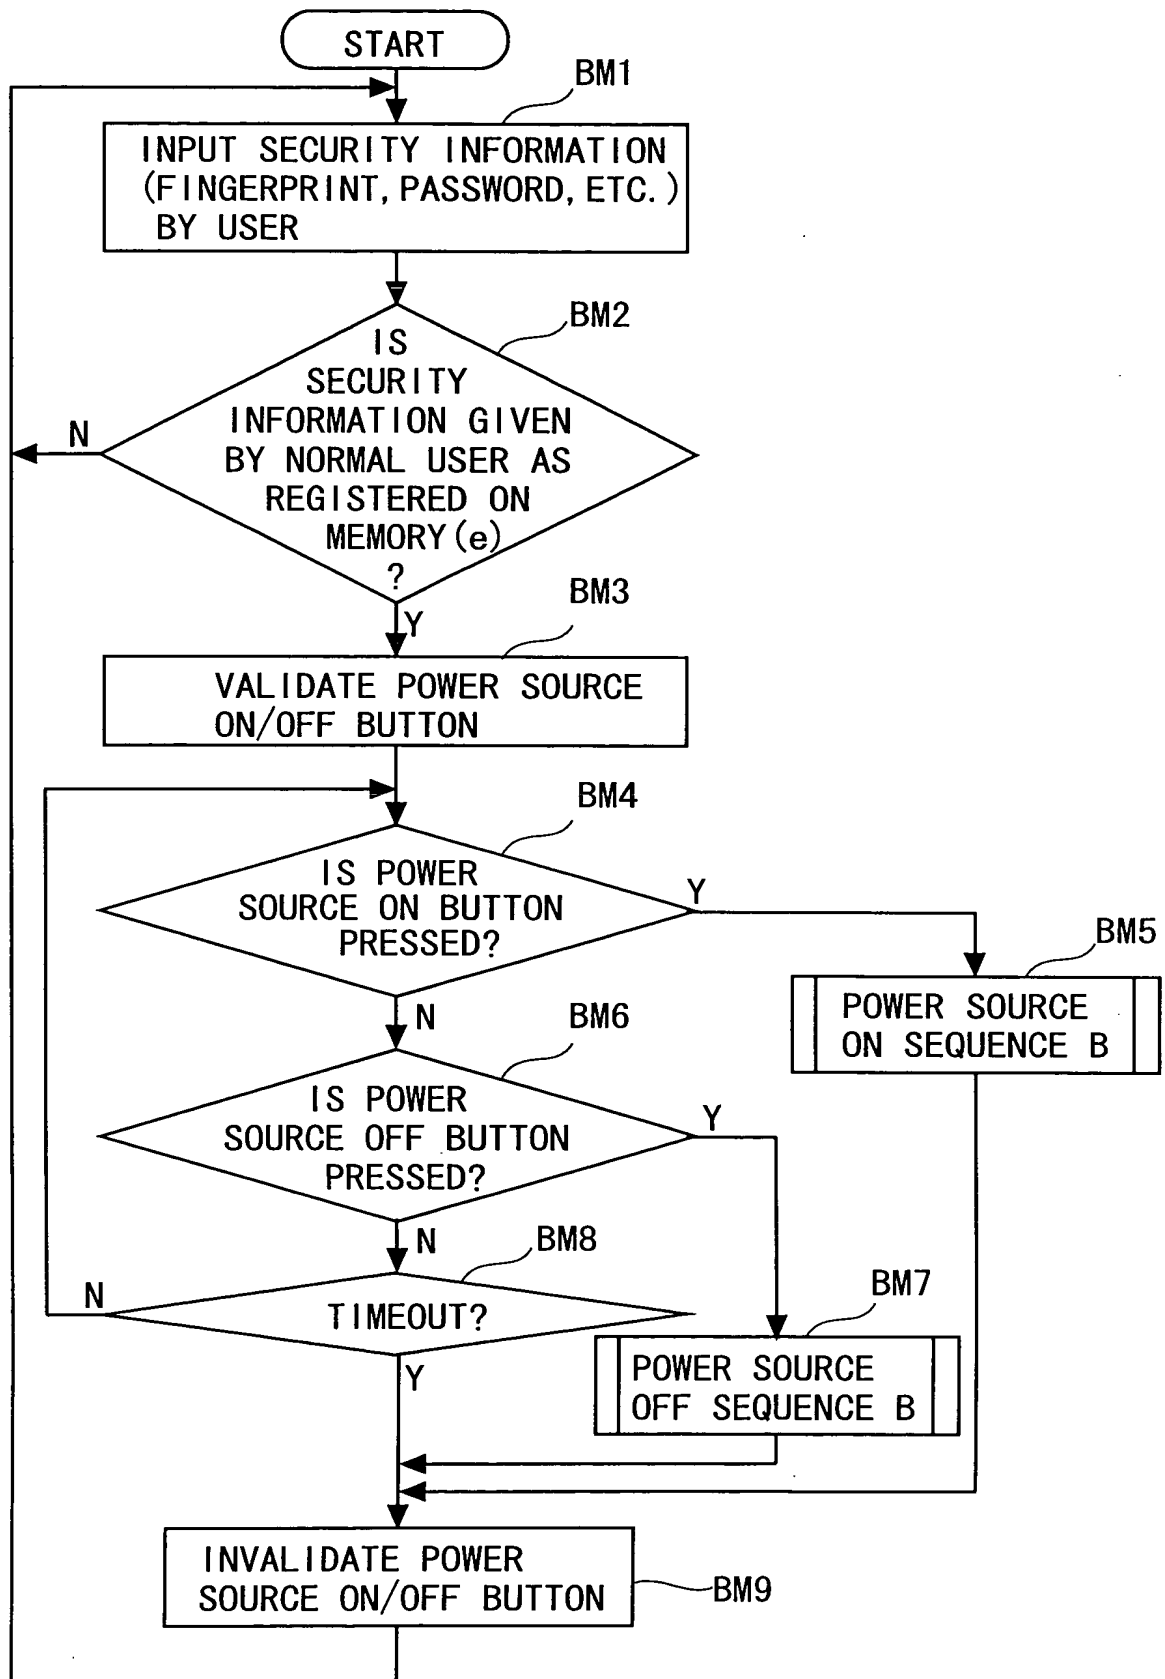 START
BM1
INPUT SECURITY INFORMATION
(FINGERPRINT, PASSWORD, ETC.)
BY USER
BM2
IS
SECURITY
INFORMATION GIVEN
BY NORMAL USER AS
REGISTERED ON
MEMORY(e)
?
N
Y
BM3
VALIDATE POWER SOURCE
ON/OFF BUTTON
BM4
IS POWER
SOURCE ON BUTTON
PRESSED?
Y
N
BM5
POWER SOURCE
ON SEQUENCE B
BM6
IS POWER
SOURCE OFF BUTTON
PRESSED?
Y
N
BM8
TIMEOUT?
N
Y
BM7
POWER SOURCE
OFF SEQUENCE B
INVALIDATE POWER
SOURCE ON/OFF BUTTON
BM9